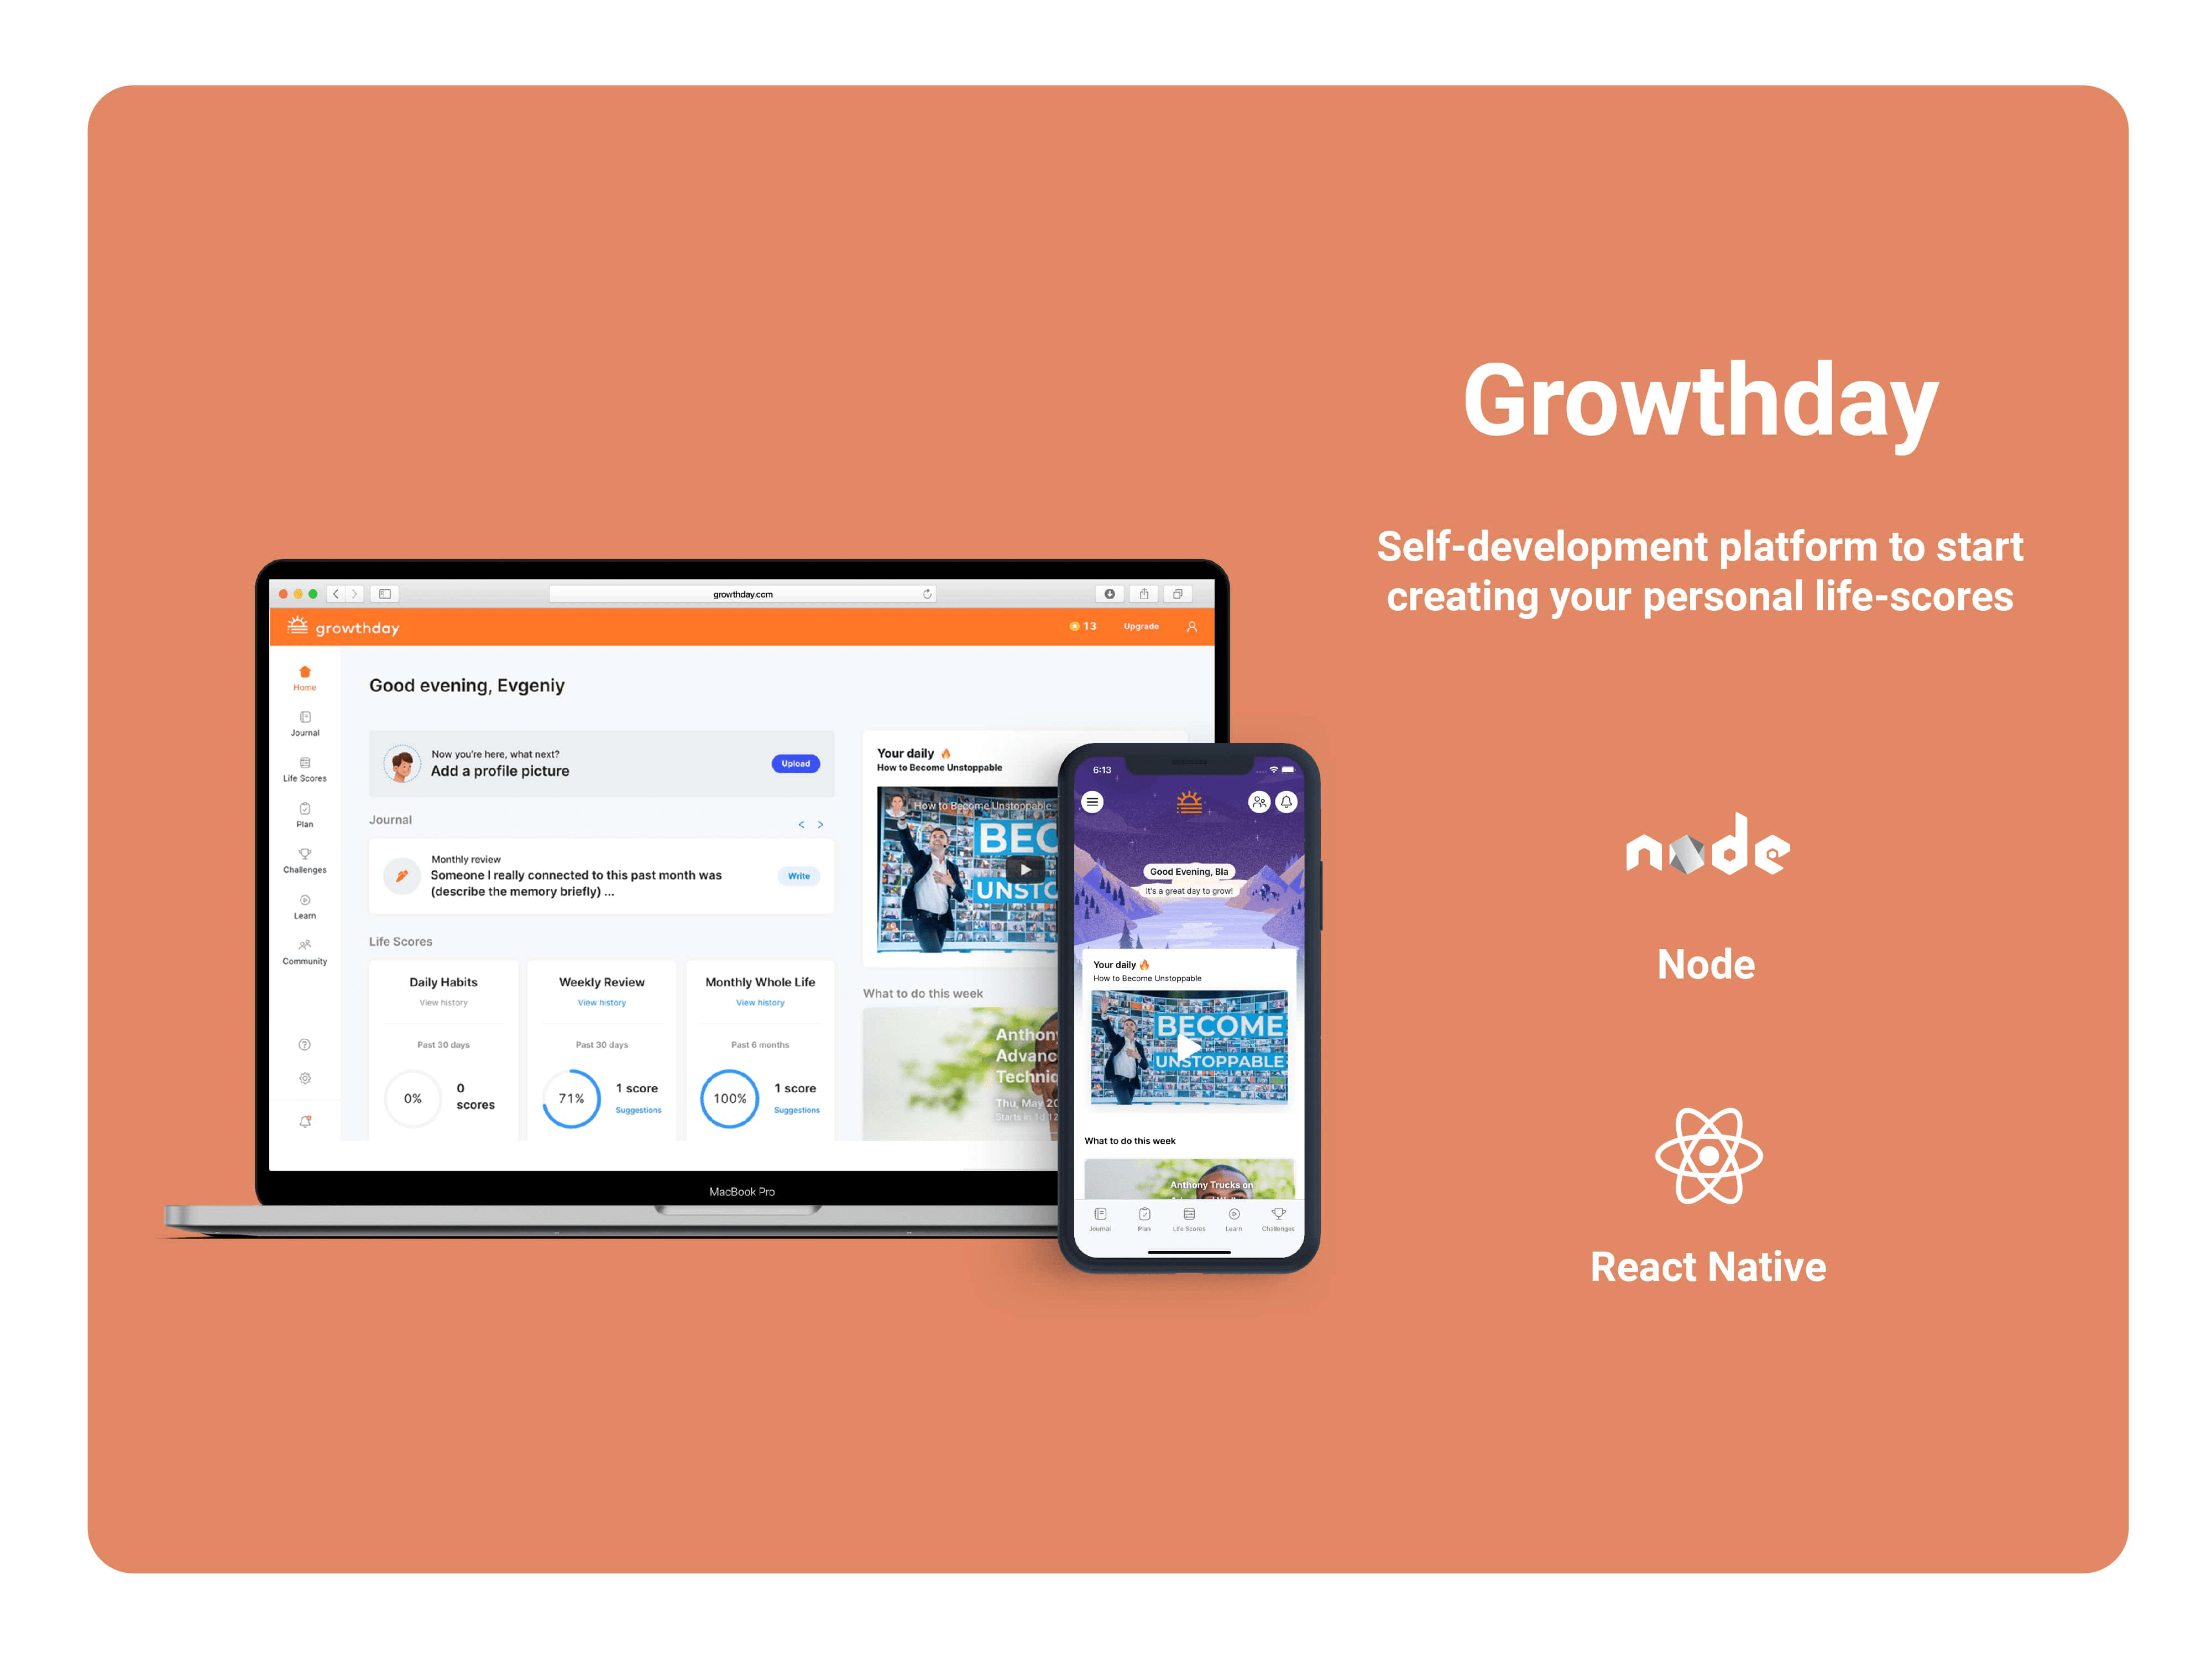 Growthday
Self-development platform to start
creating your personal life-scores
node
Node
React Native
growthday.com
growthday
13
Upgrade
Home
Journal
Life Scores
Plan
Challenges
Learn
Community
Good evening, Evgeniy
Now you're here, what next?
Add a profile picture
Upload
Journal
< >
Monthly review
Someone I really connected to this past month was
(describe the memory briefly) ...
Write
Life Scores
Daily Habits
View history
Past 30 days
0%
0
scores
Weekly Review
View history
Past 30 days
71%
1 score
Suggestions
Monthly Whole Life
View history
Past 6 months
100%
1 score
Suggestions
Your daily 🔥
How to Become Unstoppable
How to Become Unstoppable
BEC
UNSTO
What to do this week
Anthony
Advanc
Techniq
Thu, May 20
Starts in 1d 12
MacBook Pro
6:13
Good Evening, Bla
It's a great day to grow!
Your daily 🔥
How to Become Unstoppable
BECOME
UNSTOPPABLE
What to do this week
Anthony Trucks on
Journal
Plan
Life Scores
Learn
Challenges